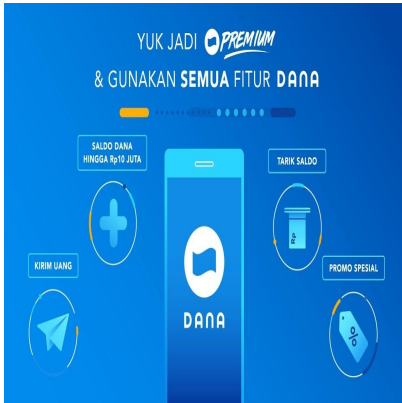 YUK JADI PREMIUM
& GUNAKAN SEMUA FITUR DANA
SALDO DANA
HINGGA Rp10 JUTA
TARIK SALDO
Rp
KIRIM UANG
PROMO SPESIAL
%
DANA